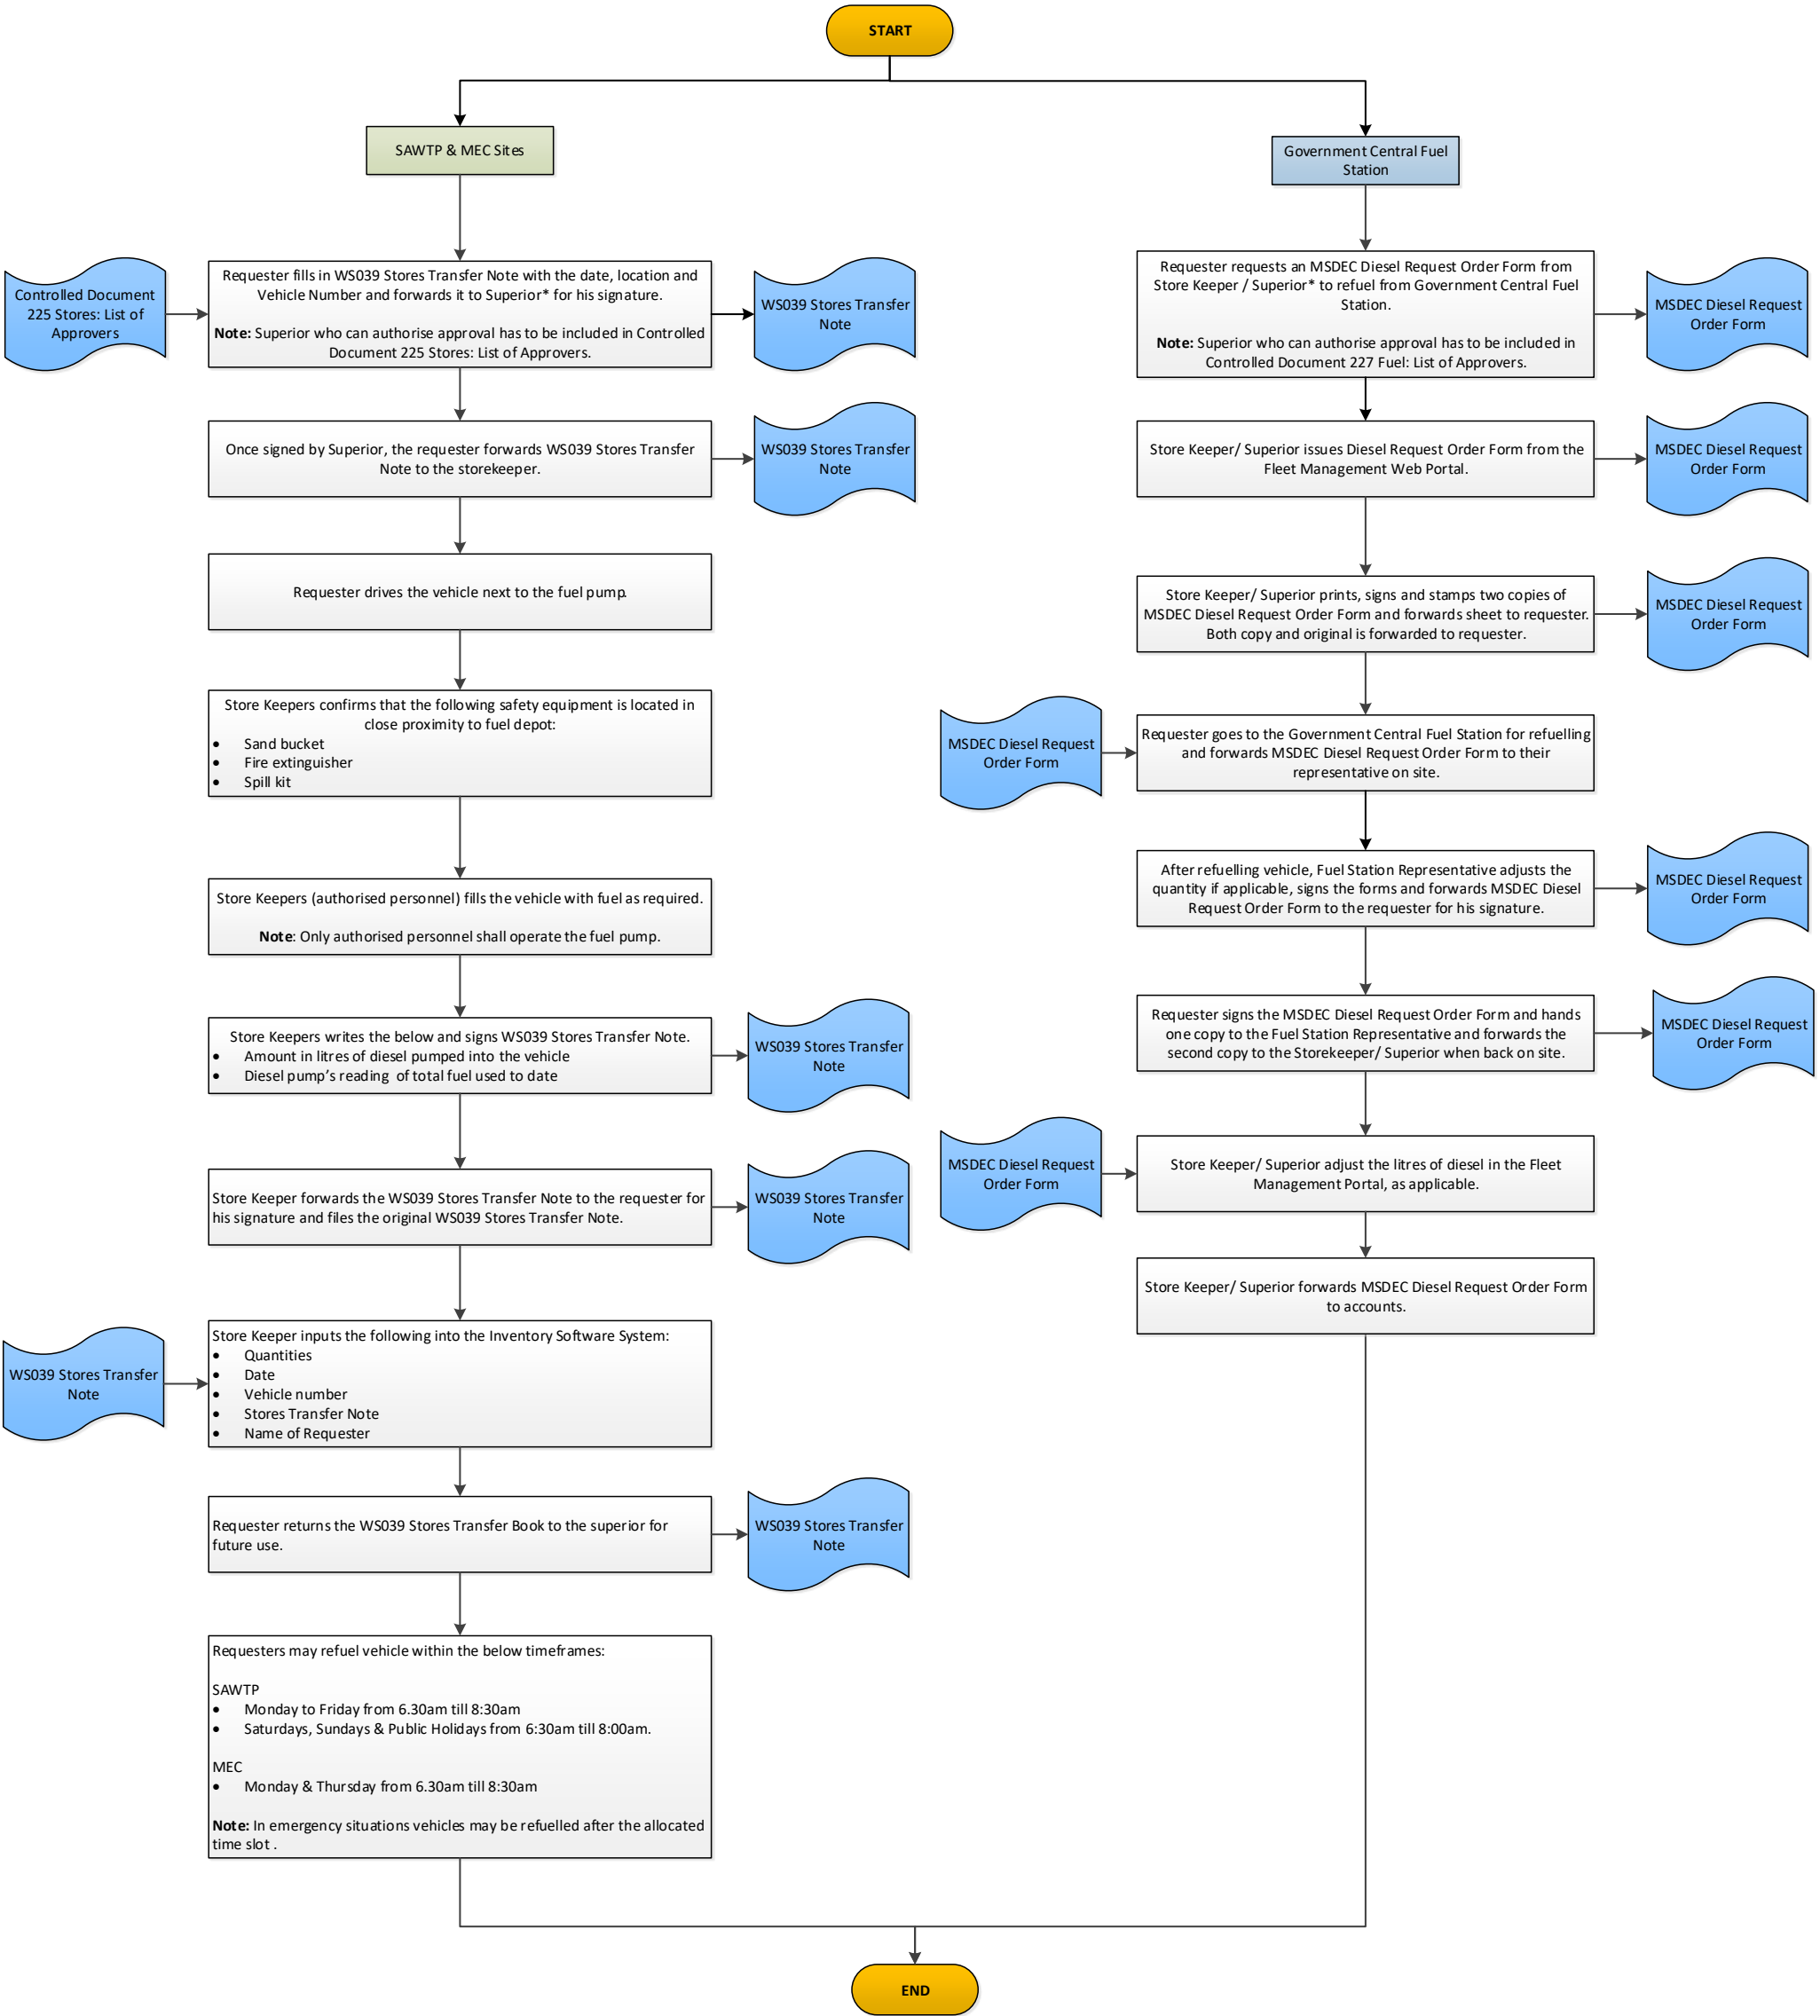 START
SAWTP & MEC Sites
Government Central Fuel
Station
Controlled Document
225 Stores: List of
Approvers
Requester fills in WS039 Stores Transfer Note with the date, location and
Vehicle Number and forwards it to Superior* for his signature.
Note: Superior who can authorise approval has to be included in Controlled
Document 225 Stores: List of Approvers.
WS039 Stores Transfer
Note
Once signed by Superior, the requester forwards WS039 Stores Transfer
Note to the storekeeper.
WS039 Stores Transfer
Note
Requester drives the vehicle next to the fuel pump.
Store Keepers confirms that the following safety equipment is located in
close proximity to fuel depot:
• Sand bucket
• Fire extinguisher
• Spill kit
Store Keepers (authorised personnel) fills the vehicle with fuel as required.
Note: Only authorised personnel shall operate the fuel pump.
Store Keepers writes the below and signs WS039 Stores Transfer Note.
• Amount in litres of diesel pumped into the vehicle
• Diesel pump's reading of total fuel used to date
WS039 Stores Transfer
Note
Store Keeper forwards the WS039 Stores Transfer Note to the requester for
his signature and files the original WS039 Stores Transfer Note.
WS039 Stores Transfer
Note
WS039 Stores Transfer
Note
Store Keeper inputs the following into the Inventory Software System:
• Quantities
• Date
• Vehicle number
• Stores Transfer Note
• Name of Requester
Requester returns the WS039 Stores Transfer Book to the superior for
future use.
WS039 Stores Transfer
Note
Requesters may refuel vehicle within the below timeframes:
SAWTP
• Monday to Friday from 6.30am till 8:30am
• Saturdays, Sundays & Public Holidays from 6:30am till 8:00am.
MEC
• Monday & Thursday from 6.30am till 8:30am
Note: In emergency situations vehicles may be refuelled after the allocated
time slot .
Requester requests an MSDEC Diesel Request Order Form from
Store Keeper / Superior* to refuel from Government Central Fuel
Station.
Note: Superior who can authorise approval has to be included in
Controlled Document 227 Fuel: List of Approvers.
MSDEC Diesel Request
Order Form
Store Keeper/ Superior issues Diesel Request Order Form from the
Fleet Management Web Portal.
MSDEC Diesel Request
Order Form
Store Keeper/ Superior prints, signs and stamps two copies of
MSDEC Diesel Request Order Form and forwards sheet to requester.
Both copy and original is forwarded to requester.
MSDEC Diesel Request
Order Form
MSDEC Diesel Request
Order Form
Requester goes to the Government Central Fuel Station for refuelling
and forwards MSDEC Diesel Request Order Form to their
representative on site.
After refuelling vehicle, Fuel Station Representative adjusts the
quantity if applicable, signs the forms and forwards MSDEC Diesel
Request Order Form to the requester for his signature.
MSDEC Diesel Request
Order Form
Requester signs the MSDEC Diesel Request Order Form and hands
one copy to the Fuel Station Representative and forwards the
second copy to the Storekeeper/ Superior when back on site.
MSDEC Diesel Request
Order Form
MSDEC Diesel Request
Order Form
Store Keeper/ Superior adjust the litres of diesel in the Fleet
Management Portal, as applicable.
Store Keeper/ Superior forwards MSDEC Diesel Request Order Form
to accounts.
END